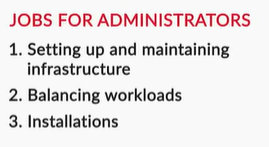 JOBS FOR ADMINISTRATORS
1. Setting up and maintaining
infrastructure
2. Balancing workloads
3. Installations